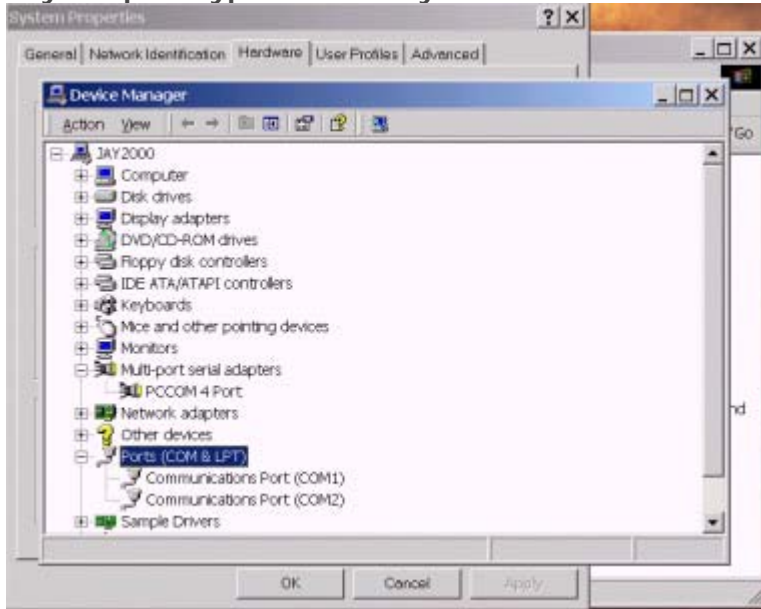 System Properties
General Network Identification Hardware User Profiles Advanced
Device Manager
Action View
Go
JAY2000
Computer
Disk drives
Display adapters
DVD/CD-ROM drives
Floppy disk controllers
IDE ATA/ATAPI controllers
Keyboards
Mice and other pointing devices
Monitors
Multi-port serial adapters
PCCOM 4 Port
Network adapters
nd
Other devices
Ports (COM & LPT)
Communications Port (COM1)
Communications Port (COM2)
Sample Drivers
OK Cancel Apply